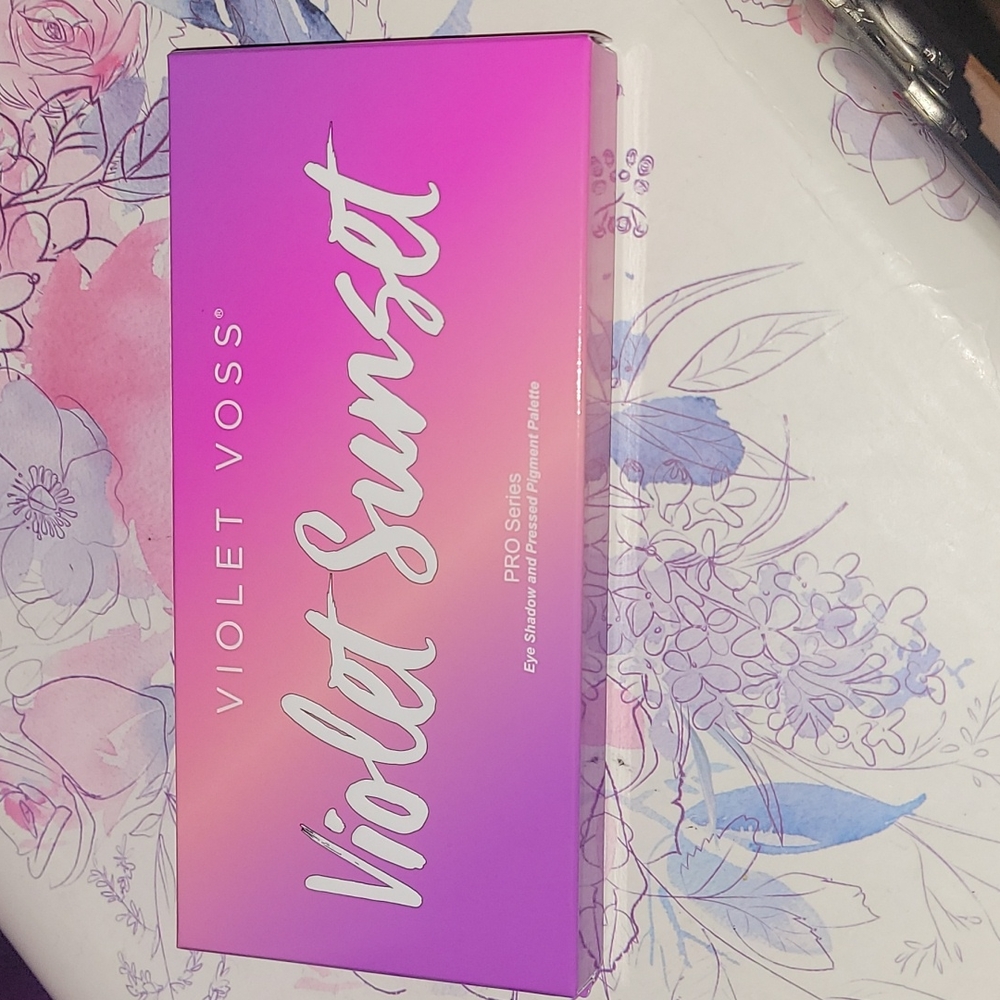 VIOLET VOSS®
Violet Sunset
PRO Series
Eye Shadow and Pressed Pigment Palette